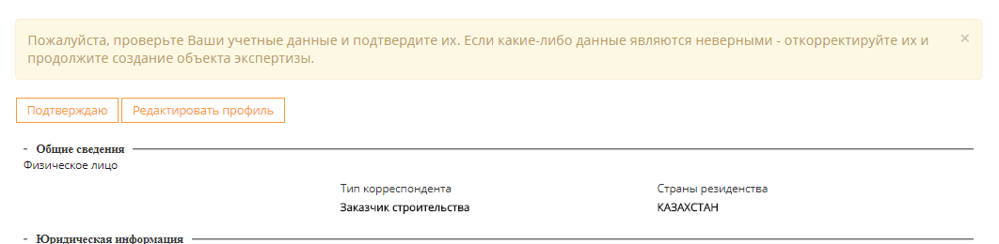 Пожалуйста, проверьте Ваши учетные данные и подтвердите их. Если какие-либо данные являются неверными - откорректируйте их и
продолжите создание объекта экспертизы.
×
Подтверждаю Редактировать профиль
- Общие сведения
Физическое лицо
Тип корреспондента Страны резиденства
Заказчик строительства КАЗАХСТАН
- Юридическая информация